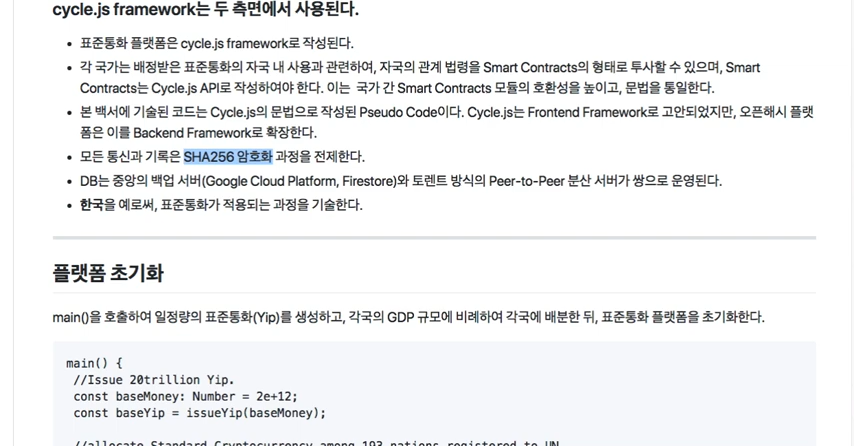 cycle.js framework는 두 측면에서 사용된다.
• 표준통화 플랫폼은 cycle.js framework로 작성된다.
• 각 국가는 배정받은 표준통화의 자국 내 사용과 관련하여, 자국의 관계 법령을 Smart Contracts의 형태로 투사할 수 있으며, Smart
Contracts는 Cycle.js API로 작성하여야 한다. 이는 국가 간 Smart Contracts 모듈의 호환성을 높이고, 문법을 통일한다.
• 본 백서에 기술된 코드는 Cycle.js의 문법으로 작성된 Pseudo Code이다. Cycle.js는 Frontend Framework로 고안되었지만, 오픈해시 플랫
폼은 이를 Backend Framework로 확장한다.
• 모든 통신과 기록은 SHA256 암호화 과정을 전제한다.
• DB는 중앙의 백업 서버(Google Cloud Platform, Firestore)와 토렌트 방식의 Peer-to-Peer 분산 서버가 쌍으로 운영된다.
• 한국을 예로써, 표준통화가 적용되는 과정을 기술한다.
플랫폼 초기화
main()을 호출하여 일정량의 표준통화(Yip)를 생성하고, 각국의 GDP 규모에 비례하여 각국에 배분한 뒤, 표준통화 플랫폼을 초기화한다.
main() {
//Issue 20trillion Yip.
const baseMoney: Number = 2e+12;
const baseYip = issueYip(baseMoney);
//allocate Standard Cryptocurrency among 193 nations registered to UN